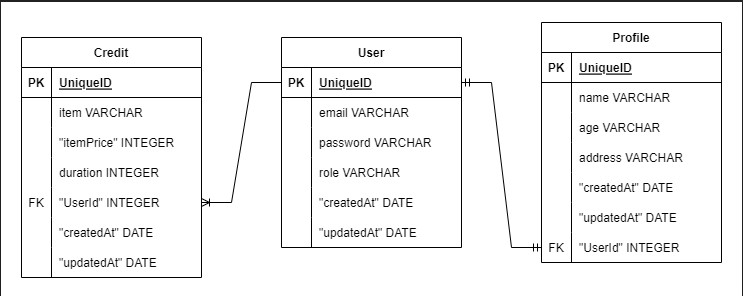 Credit
PK UniqueID
item VARCHAR
"itemPrice" INTEGER
duration INTEGER
FK "UserId" INTEGER
"createdAt" DATE
"updatedAt" DATE
User
PK UniqueID
email VARCHAR
password VARCHAR
role VARCHAR
"createdAt" DATE
"updatedAt" DATE
Profile
PK UniqueID
name VARCHAR
age VARCHAR
address VARCHAR
"createdAt" DATE
"updatedAt" DATE
FK "UserId" INTEGER